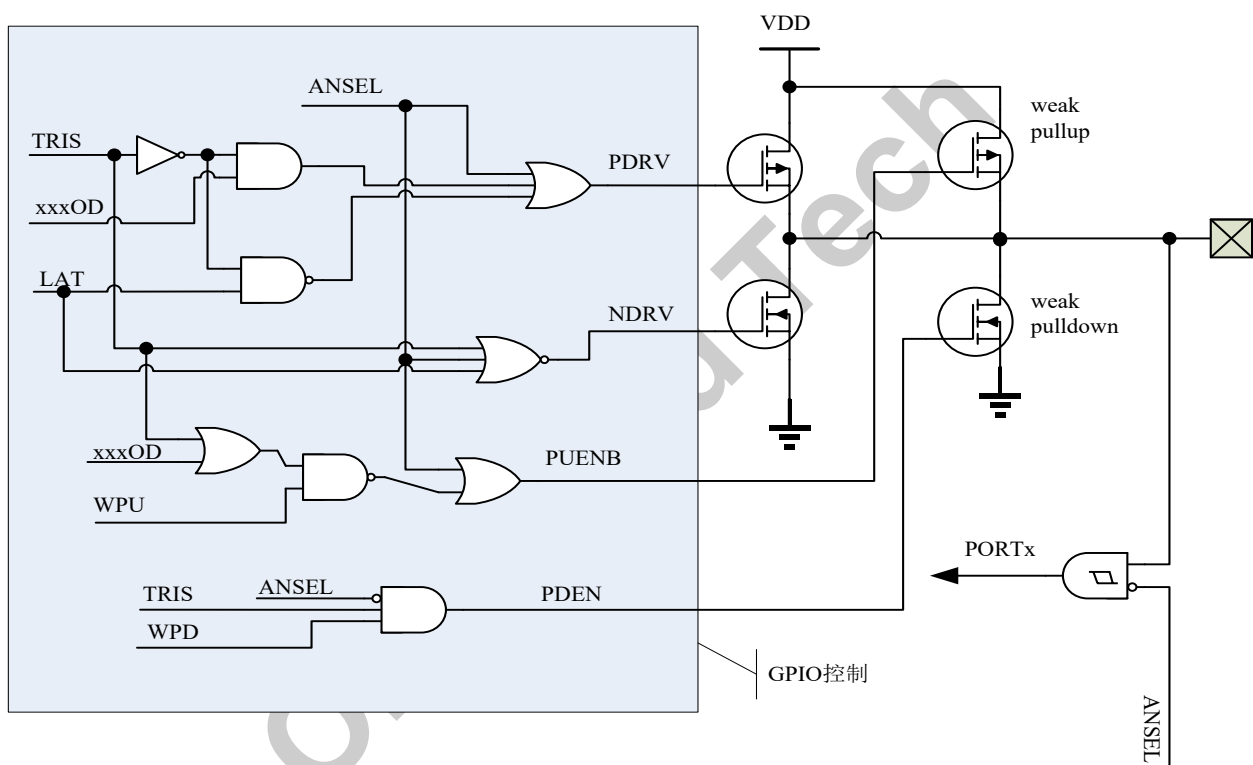 VDD
ANSEL
weak
pullup
TRIS
PDRV
xxxOD
LAT
NDRV
weak
pulldown
xxxOD
PUENB
WPU
PORTx
ANSEL
TRIS
PDEN
WPD
GPIO控制
ANSEL